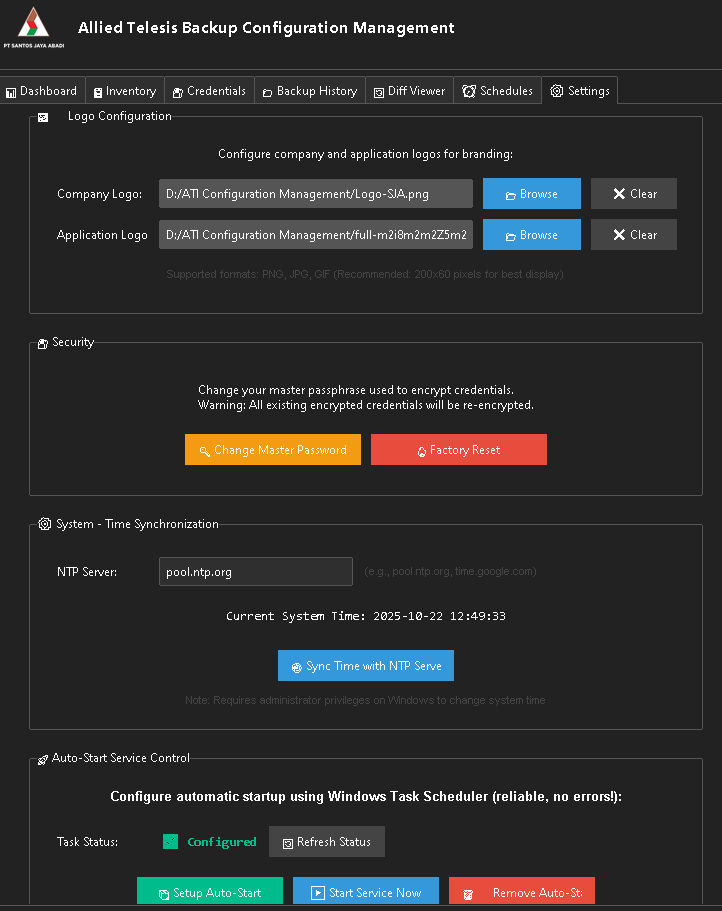 PT SANTOS JAYA ABADI
Allied Telesis Backup Configuration Management
Dashboard Inventory Credentials Backup History Diff Viewer Schedules Settings
Logo Configuration
Configure company and application logos for branding:
Company Logo: D:/ATI Configuration Management/Logo-SJA.png Browse Clear
Application Logo D:/ATI Configuration Management/full-m2i8m2m2Z5m2 Browse Clear
Supported formats: PNG, JPG, GIF (Recommended: 200x60 pixels for best display)
Security
Change your master passphrase used to encrypt credentials.
Warning: All existing encrypted credentials will be re-encrypted.
Change Master Password Factory Reset
System - Time Synchronization
NTP Server: pool.ntp.org (e.g., pool.ntp.org, time.google.com)
Current System Time: 2025-10-22 12:49:33
Sync Time with NTP Serve
Note: Requires administrator privileges on Windows to change system time
Auto-Start Service Control
Configure automatic startup using Windows Task Scheduler (reliable, no errors!):
Task Status: Configured Refresh Status
Setup Auto-Start Start Service Now Remove Auto-St